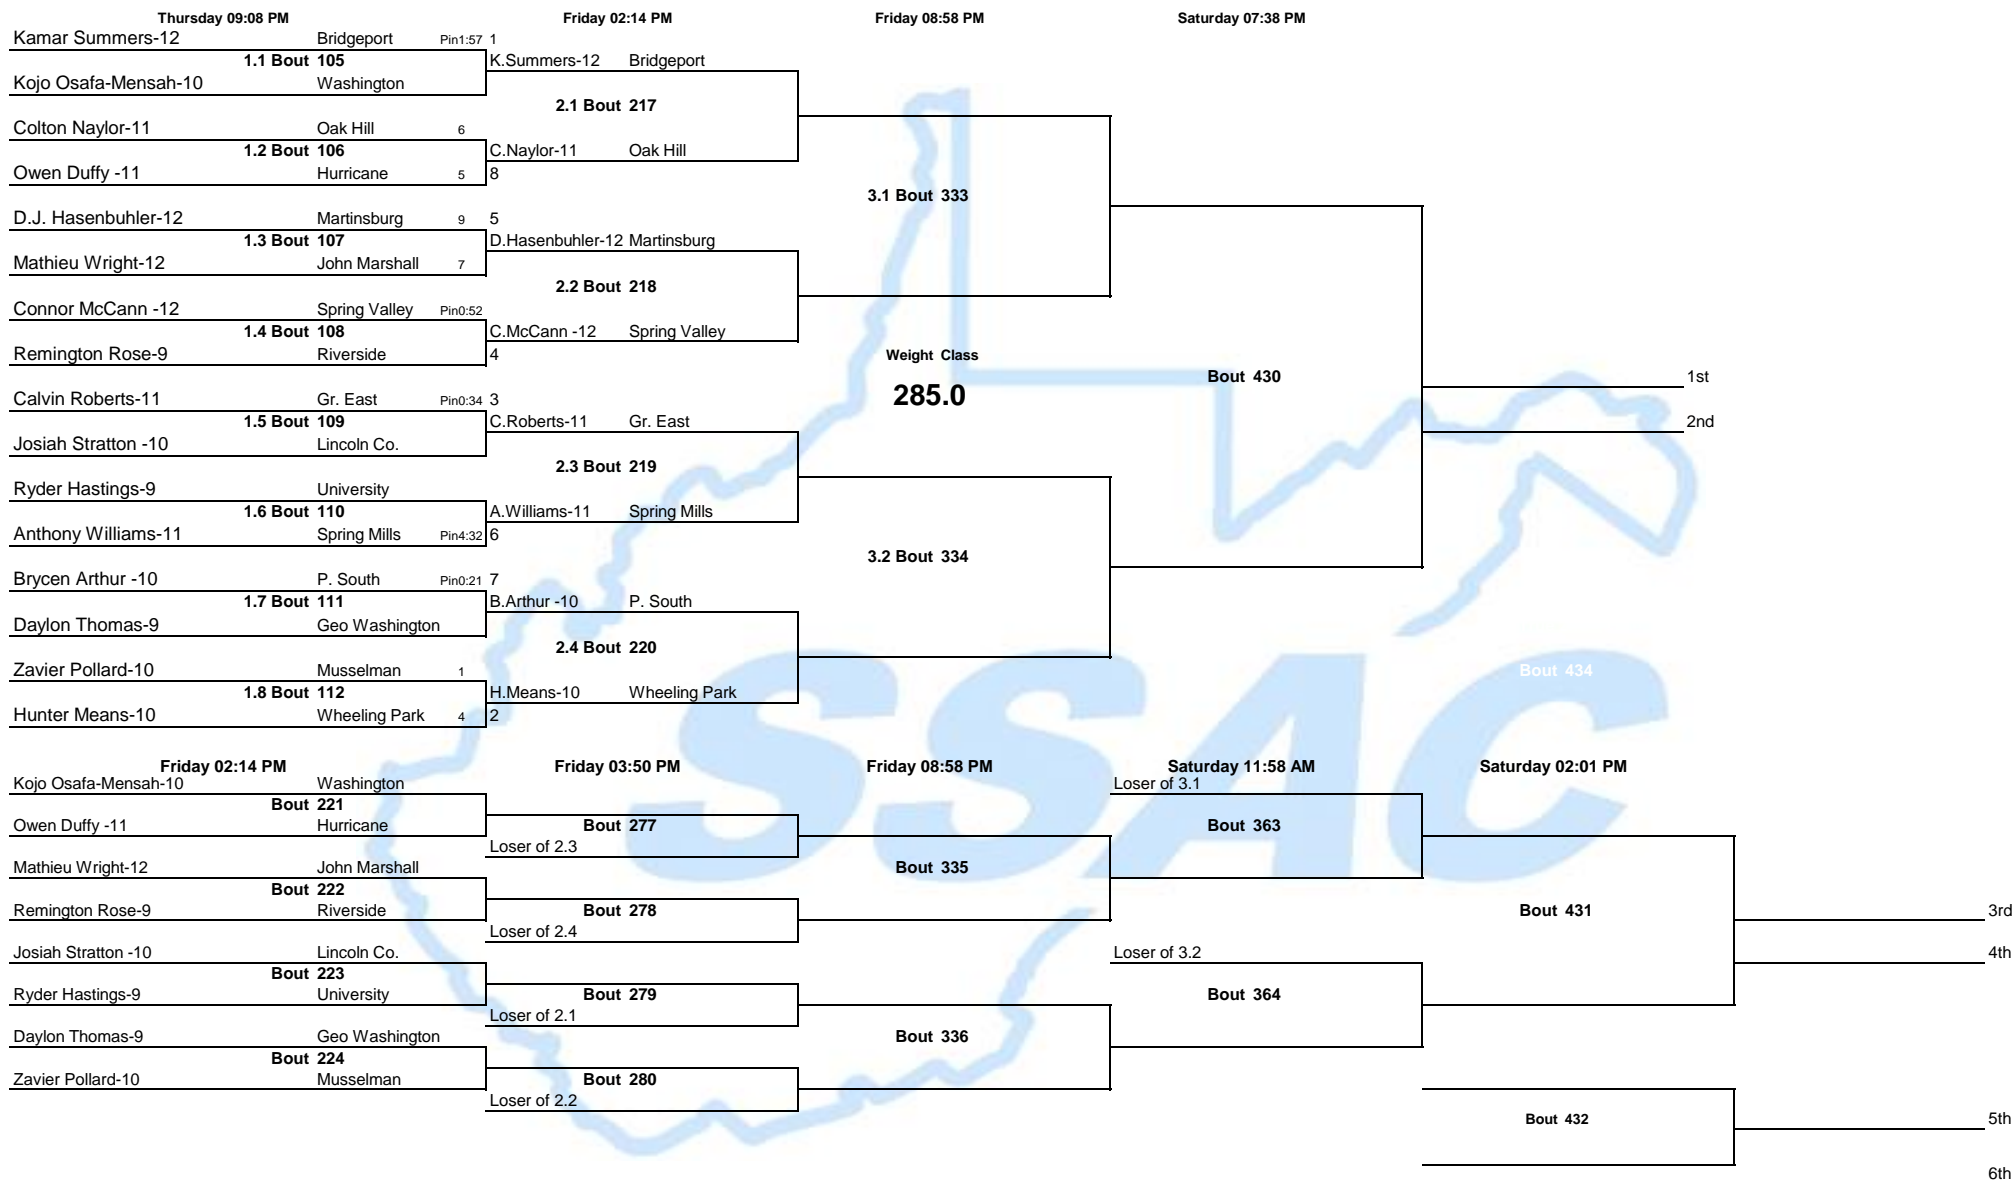 Thursday 09:08 PM Friday 02:14 PM Friday 08:58 PM Saturday 07:38 PM
Kamar Summers-12 Bridgeport Pin1:57 1
1.1 Bout 105 K.Summers-12 Bridgeport
Kojo Osafa-Mensah-10 Washington
2.1 Bout 217
Colton Naylor-11 Oak Hill 6
1.2 Bout 106 C.Naylor-11 Oak Hill
Owen Duffy -11 Hurricane 5 8
3.1 Bout 333
D.J. Hasenbuhler-12 Martinsburg 9 5
1.3 Bout 107 D.Hasenbuhler-12 Martinsburg
Mathieu Wright-12 John Marshall 7
2.2 Bout 218
Connor McCann -12 Spring Valley Pin0:52
1.4 Bout 108 C.McCann -12 Spring Valley
Remington Rose-9 Riverside 4 Weight Class
Bout 430 1st
Calvin Roberts-11 Gr. East Pin0:34 3 285.0
1.5 Bout 109 C.Roberts-11 Gr. East 2nd
Josiah Stratton -10 Lincoln Co.
2.3 Bout 219
Ryder Hastings-9 University
1.6 Bout 110 A.Williams-11 Spring Mills
Anthony Williams-11 Spring Mills Pin4:32 6
3.2 Bout 334
Brycen Arthur -10 P. South Pin0:21 7
1.7 Bout 111 B.Arthur -10 P. South
Daylon Thomas-9 Geo Washington
2.4 Bout 220
Zavier Pollard-10 Musselman 1 Bout 434
1.8 Bout 112 H.Means-10 Wheeling Park
Hunter Means-10 Wheeling Park 4 2
SSAC
Friday 02:14 PM Friday 03:50 PM Friday 08:58 PM Saturday 11:58 AM Saturday 02:01 PM
Kojo Osafa-Mensah-10 Washington Loser of 3.1
Bout 221
Owen Duffy -11 Hurricane Bout 277 Bout 363
Loser of 2.3
Mathieu Wright-12 John Marshall Bout 335
Bout 222
Remington Rose-9 Riverside Bout 278 Bout 431 3rd
Loser of 2.4
Josiah Stratton -10 Lincoln Co. Loser of 3.2 4th
Bout 223
Ryder Hastings-9 University Bout 279 Bout 364
Loser of 2.1
Daylon Thomas-9 Geo Washington Bout 336
Bout 224
Zavier Pollard-10 Musselman Bout 280
Loser of 2.2
Bout 432 5th
6th